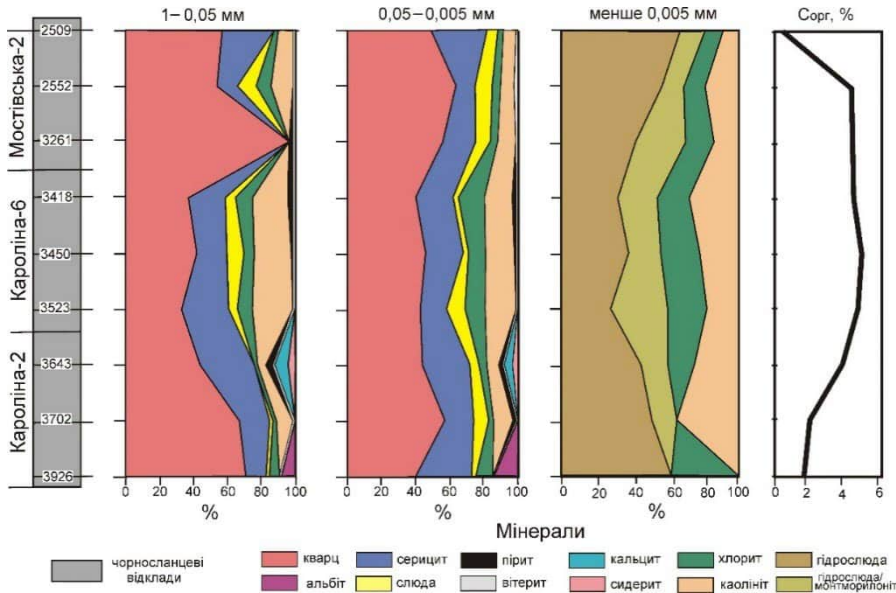 1–0,05 мм
0,05–0,005 мм
менше 0,005 мм
Сорг, %
Мостівська-2
Кароліна-6
Кароліна-2
2509
2552
3261
3418
3450
3523
3643
3702
3926
0 20 40 60 80 100
%
0 20 40 60 80 100
%
0 20 40 60 80 100
%
0 2 4 6
Мінерали
чорносланцеві
відклади
кварц серицит пірит кальцит хлорит гідрослюда
альбіт слюда вітерит сидерит каолініт гідрослюда/
монтморилоніт